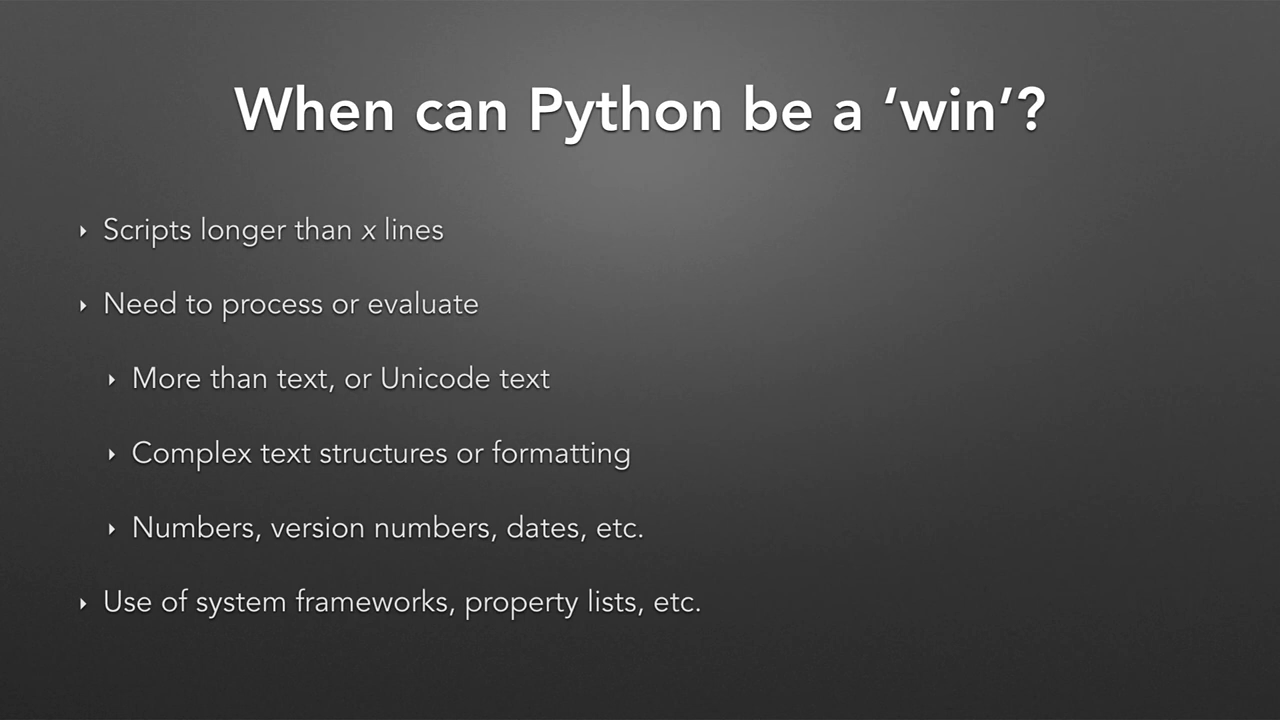 When can Python be a ‘win’?
‣ Scripts longer than x lines
‣ Need to process or evaluate
‣ More than text, or Unicode text
‣ Complex text structures or formatting
‣ Numbers, version numbers, dates, etc.
‣ Use of system frameworks, property lists, etc.